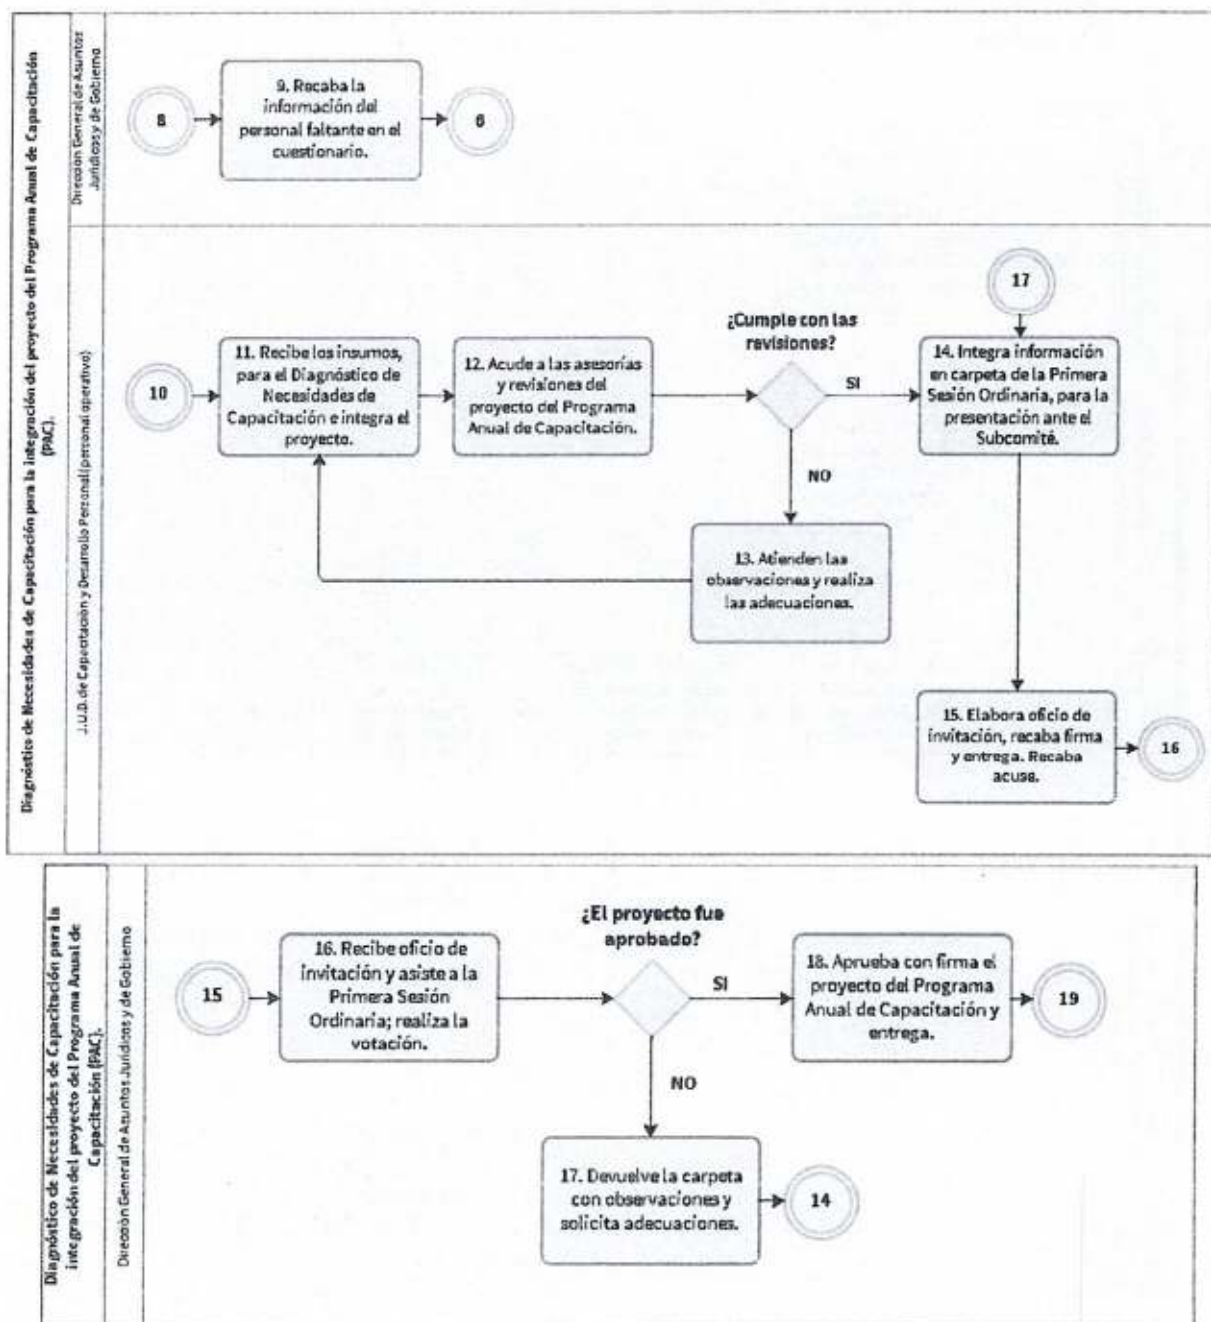 Diagnóstico de Necesidades de Capacitación para la integración del proyecto del Programa Anual de Capacitación
(PAC).
Dirección General de Asuntos
Jurídicos y de Gobierno
8
9. Recaba la
información del
personal faltante en el
cuestionario.
6
J.U.D. de Capacitación y Desarrollo Personal (personal operativo)
10
11. Recibe los insumos,
para el Diagnóstico de
Necesidades de
Capacitación e integra el
proyecto.
12. Acude a las asesorías
y revisiones del
proyecto del Programa
Anual de Capacitación.
¿Cumple con las
revisiones?
SI
NO
17
14. Integra información
en carpeta de la Primera
Sesión Ordinaria, para la
presentación ante el
Subcomité.
13. Atienden las
observaciones y realiza
las adecuaciones.
15. Elabora oficio de
invitación, recaba firma
y entrega. Recaba
acuse.
16
Diagnóstico de Necesidades de Capacitación para la
integración del proyecto del Programa Anual de
Capacitación (PAC).
Dirección General de Asuntos Jurídicos y de Gobierno
15
16. Recibe oficio de
invitación y asiste a la
Primera Sesión
Ordinaria; realiza la
votación.
¿El proyecto fue
aprobado?
SI
NO
18. Aprueba con firma el
proyecto del Programa
Anual de Capacitación y
entrega.
19
17. Devuelve la carpeta
con observaciones y
solicita adecuaciones.
14